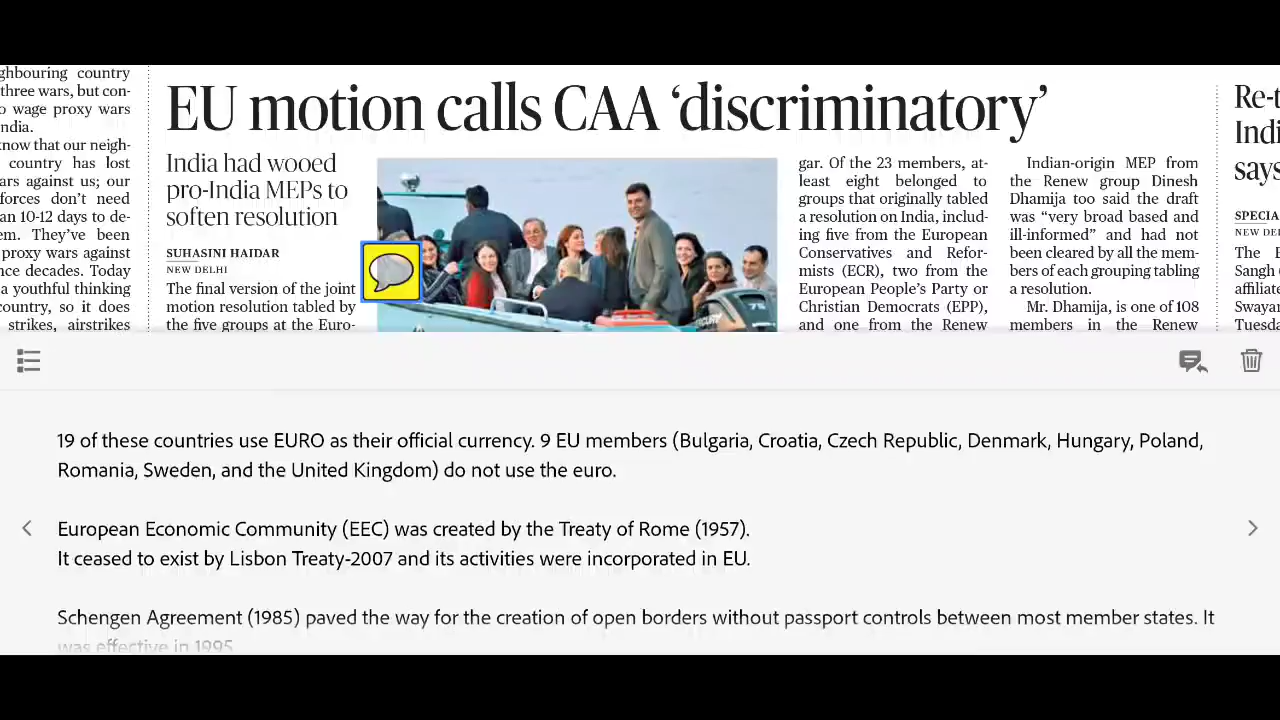 ghbouring country
three wars, but con-
o wage proxy wars
ndia.
know that our neigh-
country has lost
ars against us; our
forces don't need
an 10-12 days to de-
em. They've been
proxy wars against
nce decades. Today
a youthful thinking
country, so it does
strikes, airstrikes
EU motion calls CAA ‘discriminatory’
India had wooed
pro-India MEPs to
soften resolution
SUHASINI HAIDAR
NEW DELHI
The final version of the joint
motion resolution tabled by
the five groups at the Euro-
gar. Of the 23 members, at-
least eight belonged to
groups that originally tabled
a resolution on India, includ-
ing five from the European
Conservatives and Refor-
mists (ECR), two from the
European People's Party or
Christian Democrats (EPP),
and one from the Renew
Indian-origin MEP from
the Renew group Dinesh
Dhamija too said the draft
was “very broad based and
ill-informed” and had not
been cleared by all the mem-
bers of each grouping tabling
a resolution.
Mr. Dhamija, is one of 108
members in the Renew
Re-t
Indi
says
SPECIA
NEW DE
The E
Sangh
affiliate
Swayan
Tuesda
19 of these countries use EURO as their official currency. 9 EU members (Bulgaria, Croatia, Czech Republic, Denmark, Hungary, Poland,
Romania, Sweden, and the United Kingdom) do not use the euro.
European Economic Community (EEC) was created by the Treaty of Rome (1957).
It ceased to exist by Lisbon Treaty-2007 and its activities were incorporated in EU.
Schengen Agreement (1985) paved the way for the creation of open borders without passport controls between most member states. It
was effective in 1995